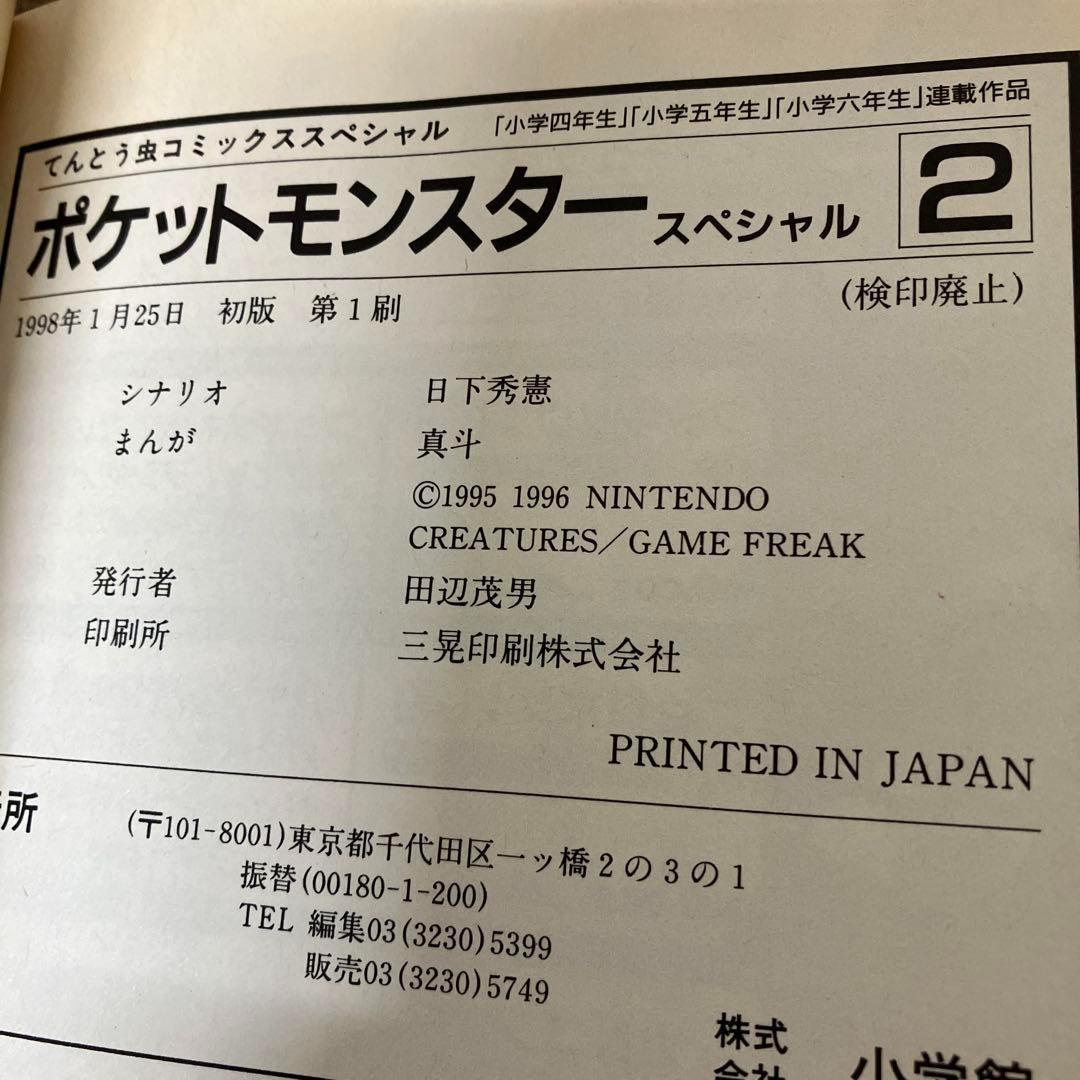 てんとう虫コミックススペシャル 「小学四年生」「小学五年生」「小学六年生」連載作品
ポケットモンスター スペシャル 2
1998年1月25日 初版 第1刷 (検印廃止)
シナリオ 日下秀憲
まんが 真斗
©1995 1996 NINTENDO
CREATURES/GAME FREAK
発行者 田辺茂男
印刷所 三晃印刷株式会社
PRINTED IN JAPAN
所 (〒101-8001)東京都千代田区一ッ橋2の3の1
振替(00180-1-200)
TEL 編集03(3230)5399
販売03(3230)5749
株式会社 小学館